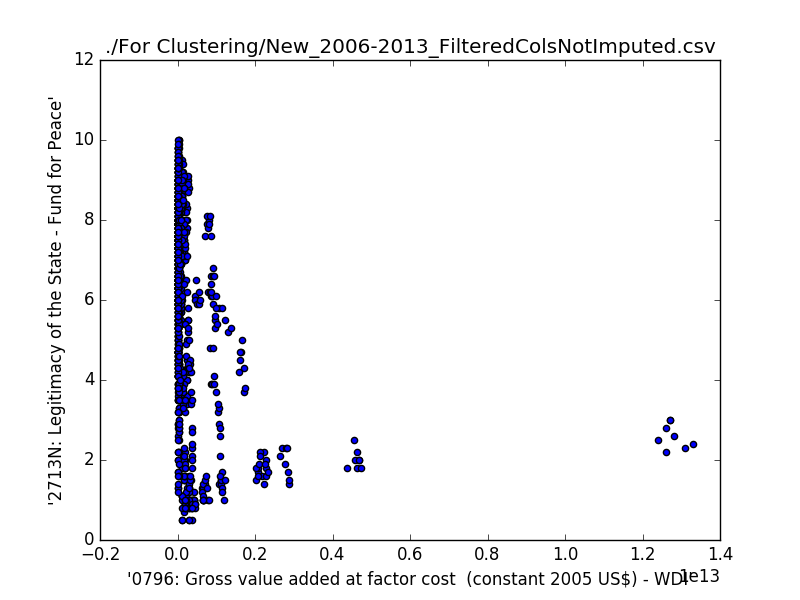 ./For Clustering/New_2006-2013_FilteredColsNotImputed.csv
'2713N: Legitimacy of the State - Fund for Peace'
12
10
8
6
4
2
0
−0.2 0.0 0.2 0.4 0.6 0.8 1.0 1.2 1.4
1e13
'0796: Gross value added at factor cost (constant 2005 US$) - WDI'